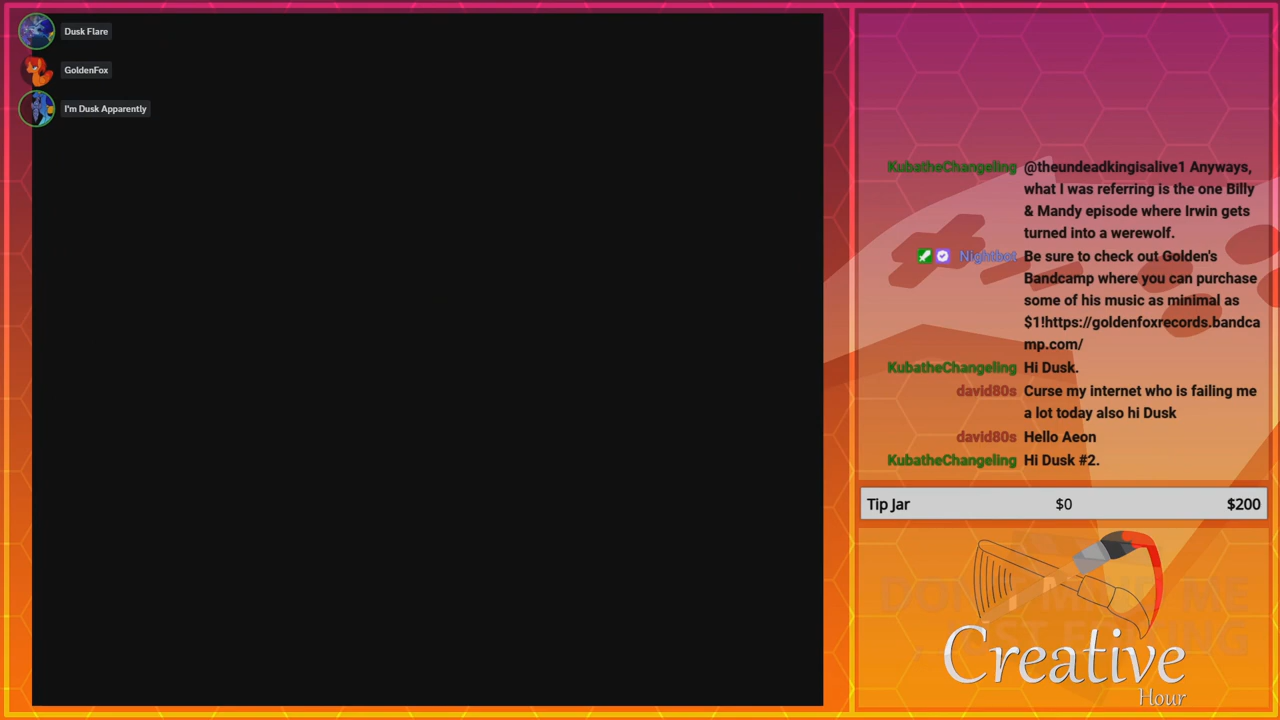 Dusk Flare
GoldenFox
I'm Dusk Apparently
KubatheChangeling @theundeadkingisalive1 Anyways,
what I was referring is the one Billy
& Mandy episode where Irwin gets
turned into a werewolf.
Nightbot Be sure to check out Golden's
Bandcamp where you can purchase
some of his music as minimal as
$1!https://goldenfoxrecords.bandca
mp.com/
KubatheChangeling Hi Dusk.
david80s Curse my internet who is failing me
a lot today also hi Dusk
david80s Hello Aeon
KubatheChangeling Hi Dusk #2.
Tip Jar $0 $200
Creative
Hour